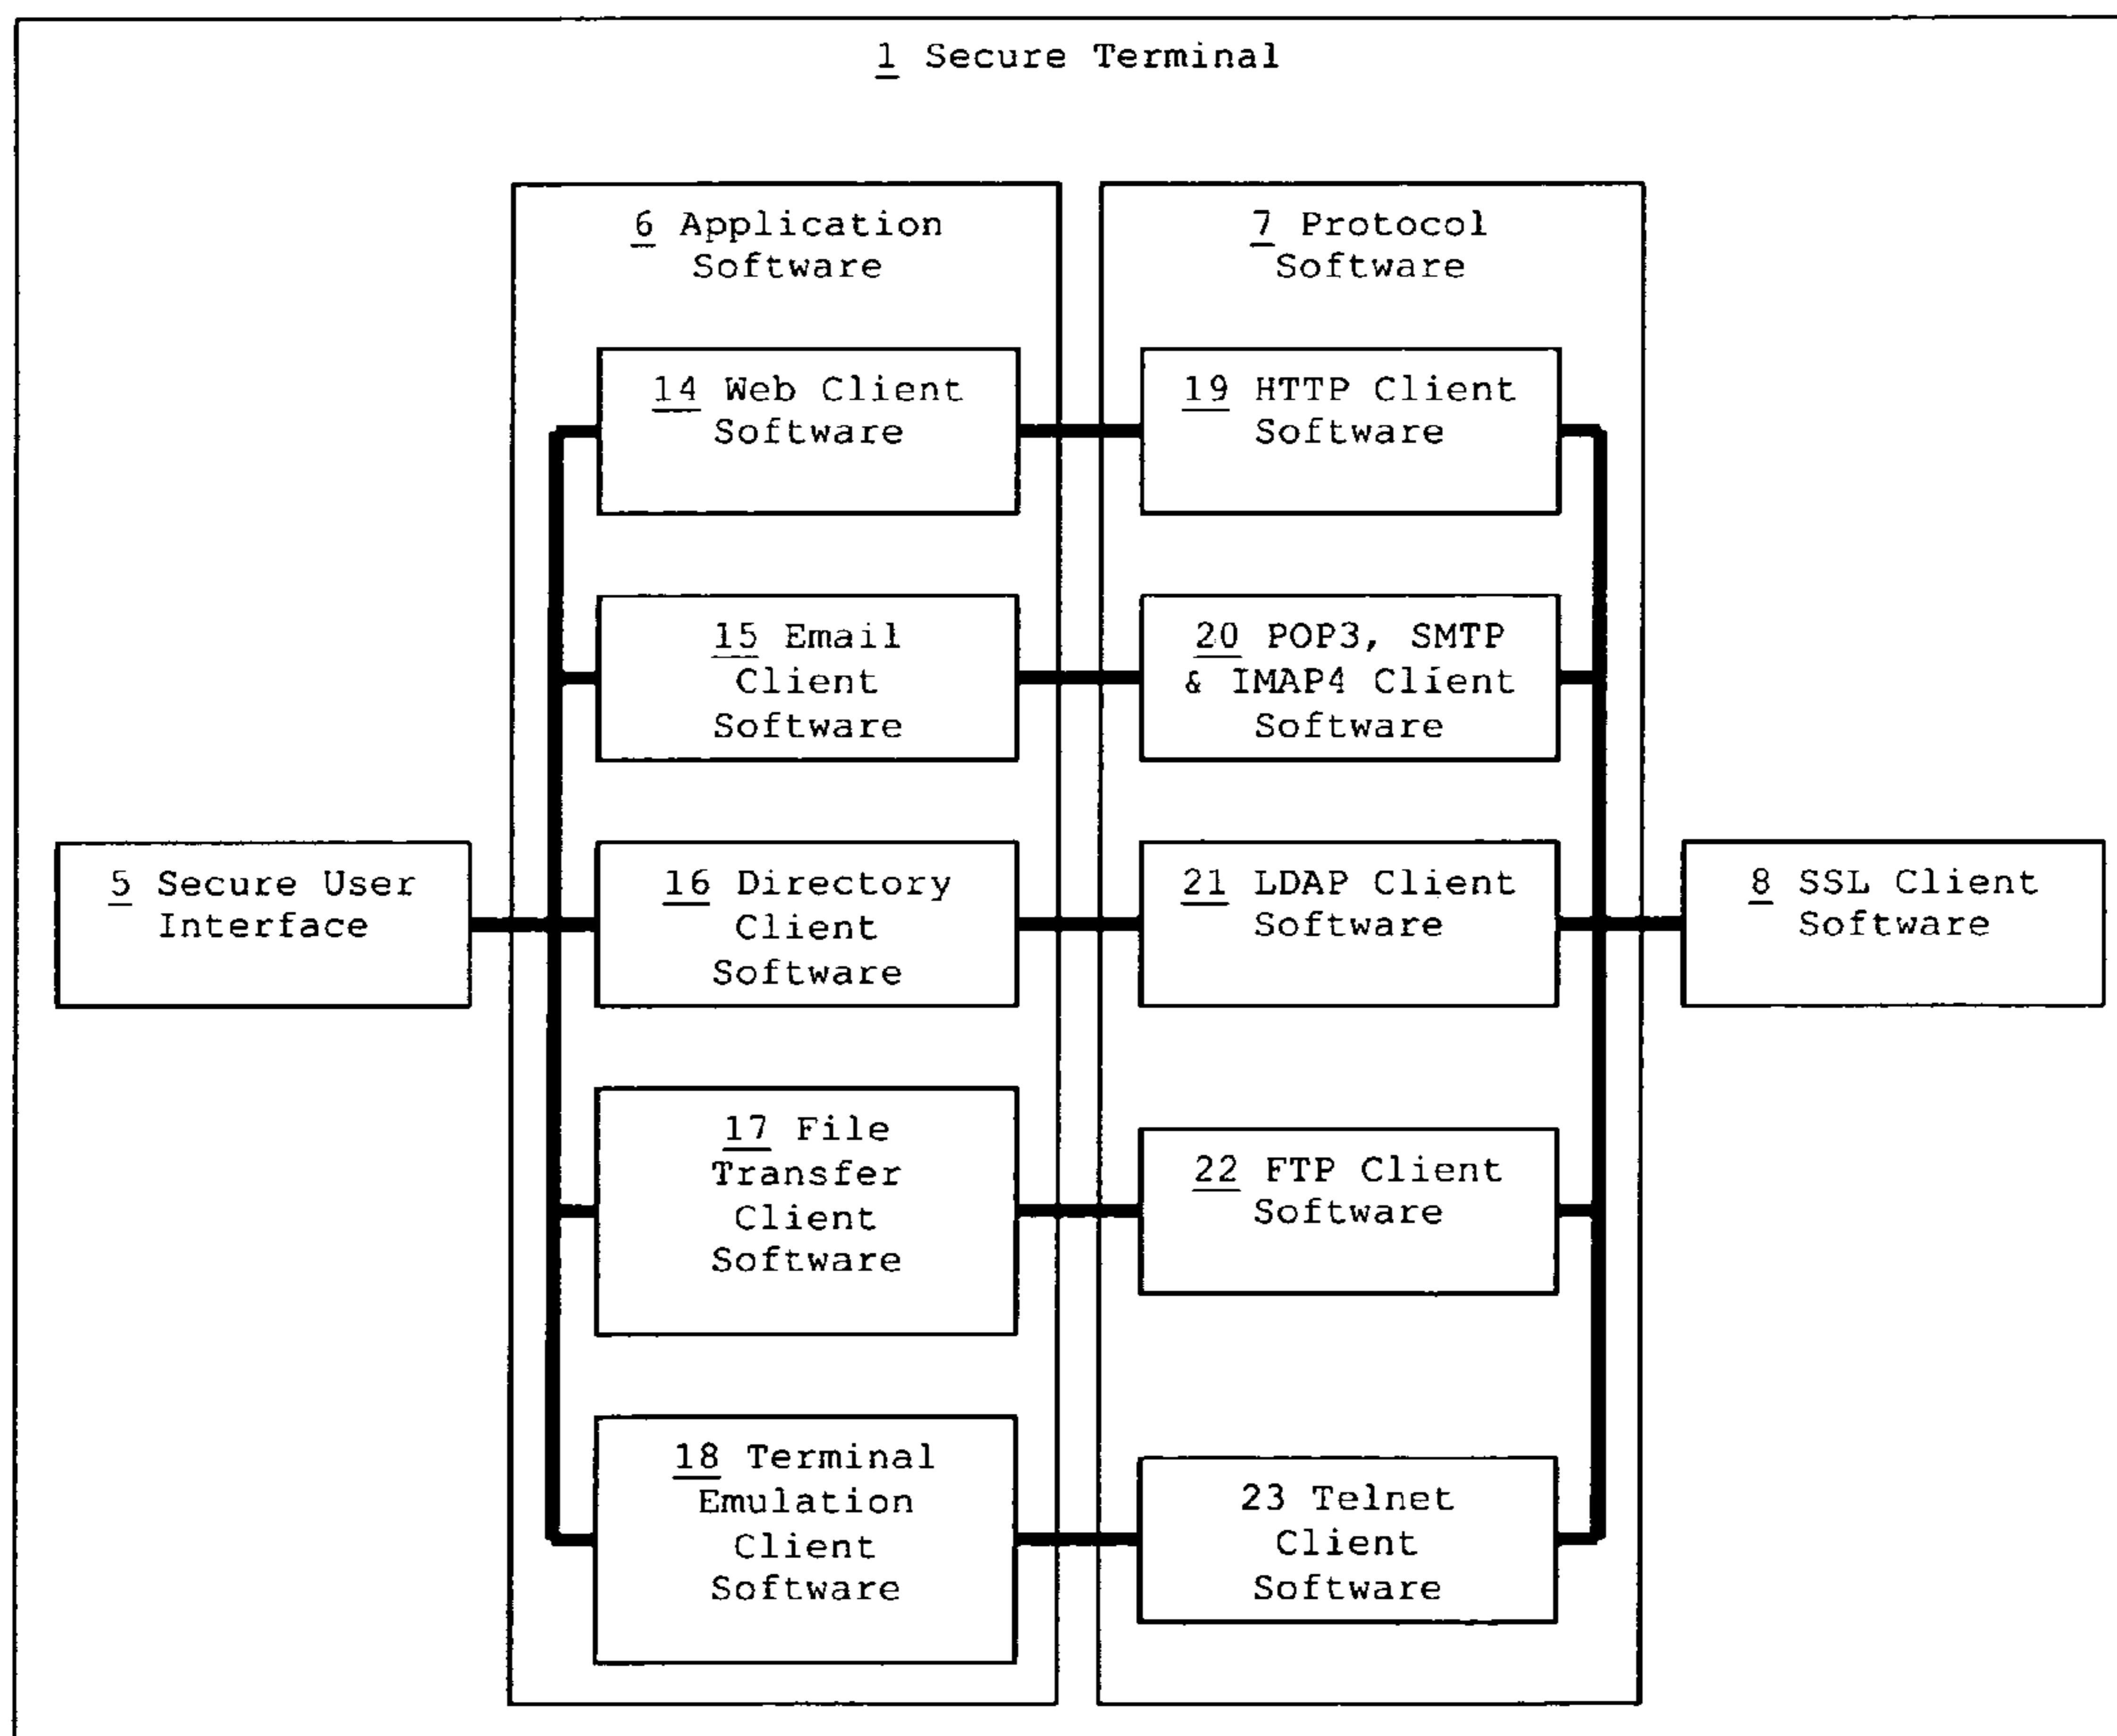 1 Secure Terminal
6 Application
Software
7 Protocol
Software
14 Web Client
Software
19 HTTP Client
Software
15 Email
Client
Software
20 POP3, SMTP
& IMAP4 Client
Software
5 Secure User
Interface
16 Directory
Client
Software
21 LDAP Client
Software
8 SSL Client
Software
17 File
Transfer
Client
Software
22 FTP Client
Software
18 Terminal
Emulation
Client
Software
23 Telnet
Client
Software